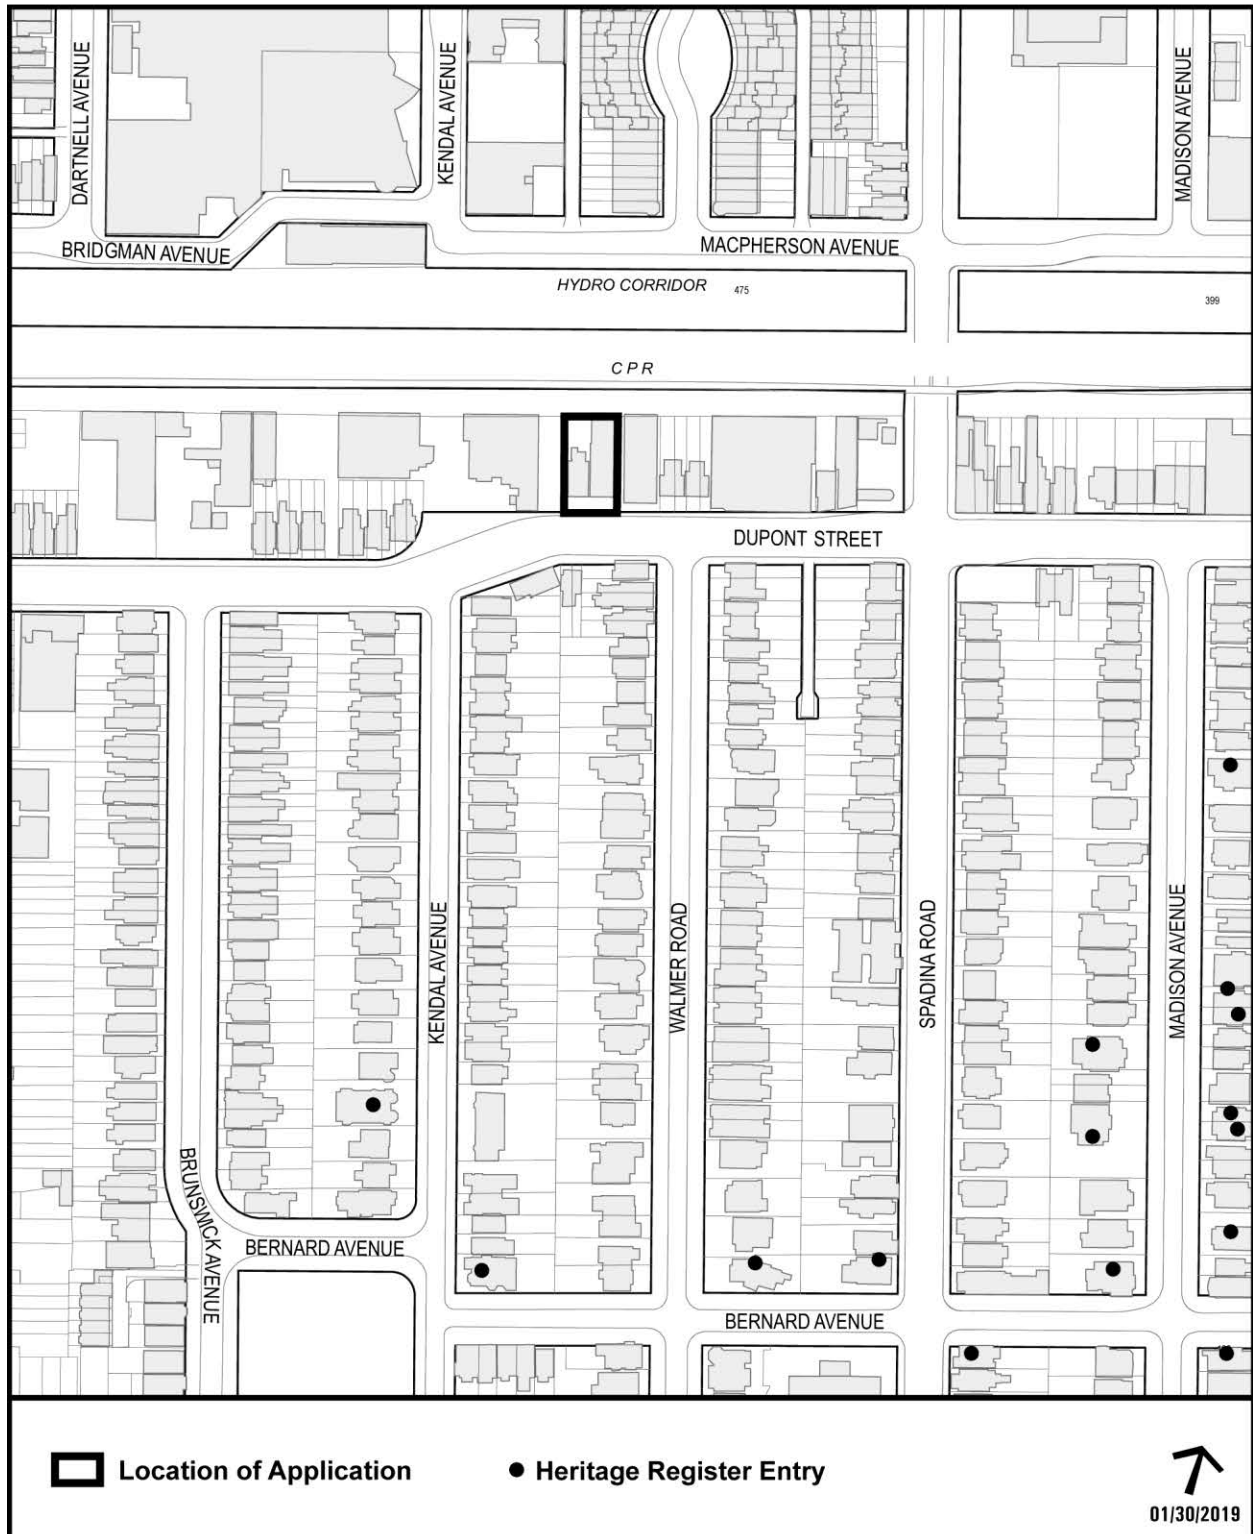 DARTNELL AVENUE
KENDAL AVENUE
MADISON AVENUE
BRIDGMAN AVENUE
MACPHERSON AVENUE
HYDRO CORRIDOR
475
399
CPR
DUPONT STREET
KENDAL AVENUE
WALMER ROAD
SPADINA ROAD
MADISON AVENUE
BRUNSWICK AVENUE
BERNARD AVENUE
BERNARD AVENUE
Location of Application
Heritage Register Entry
01/30/2019